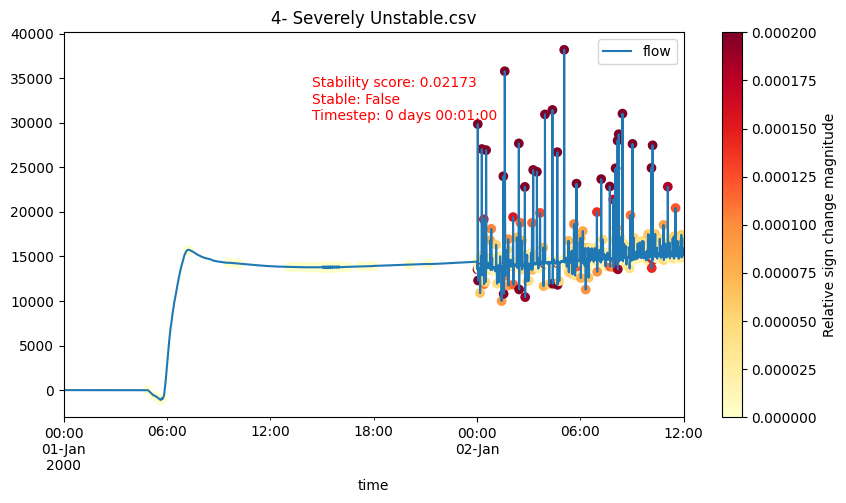 4- Severely Unstable.csv
40000
35000
30000
25000
20000
15000
10000
5000
0
flow
Stability score: 0.02173
Stable: False
Timestep: 0 days 00:01:00
00:00
01-Jan
2000
06:00
12:00
18:00
00:00
02-Jan
06:00
12:00
time
0.000200
0.000175
0.000150
0.000125
0.000100
0.000075
0.000050
0.000025
0.000000
Relative sign change magnitude